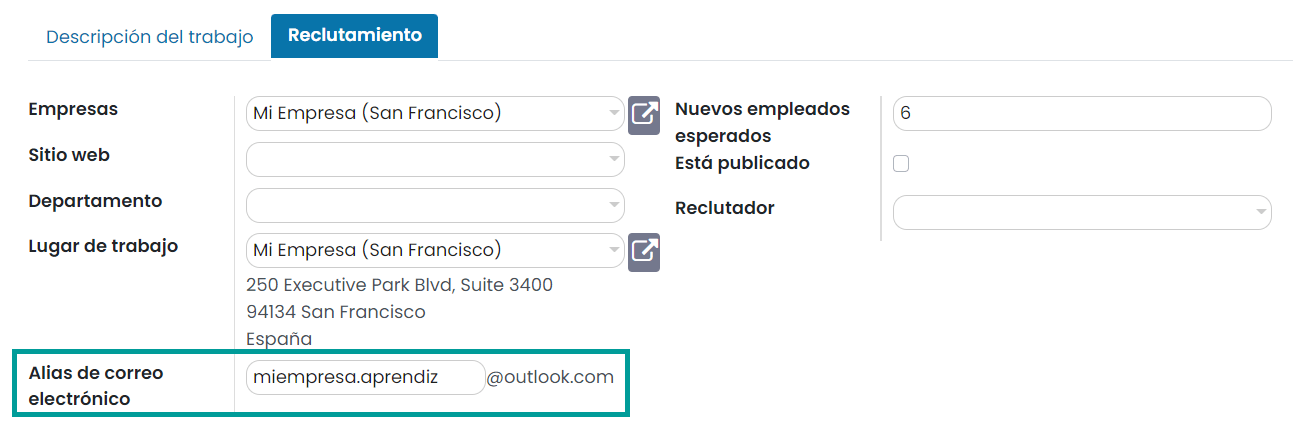 Descripción del trabajo
Reclutamiento
Empresas
Mi Empresa (San Francisco)
Sitio web
Departamento
Lugar de trabajo
Mi Empresa (San Francisco)
250 Executive Park Blvd, Suite 3400
94134 San Francisco
España
Alias de correo
electrónico
miempresa.aprendiz@outlook.com
Nuevos empleados
esperados
6
Está publicado
Reclutador